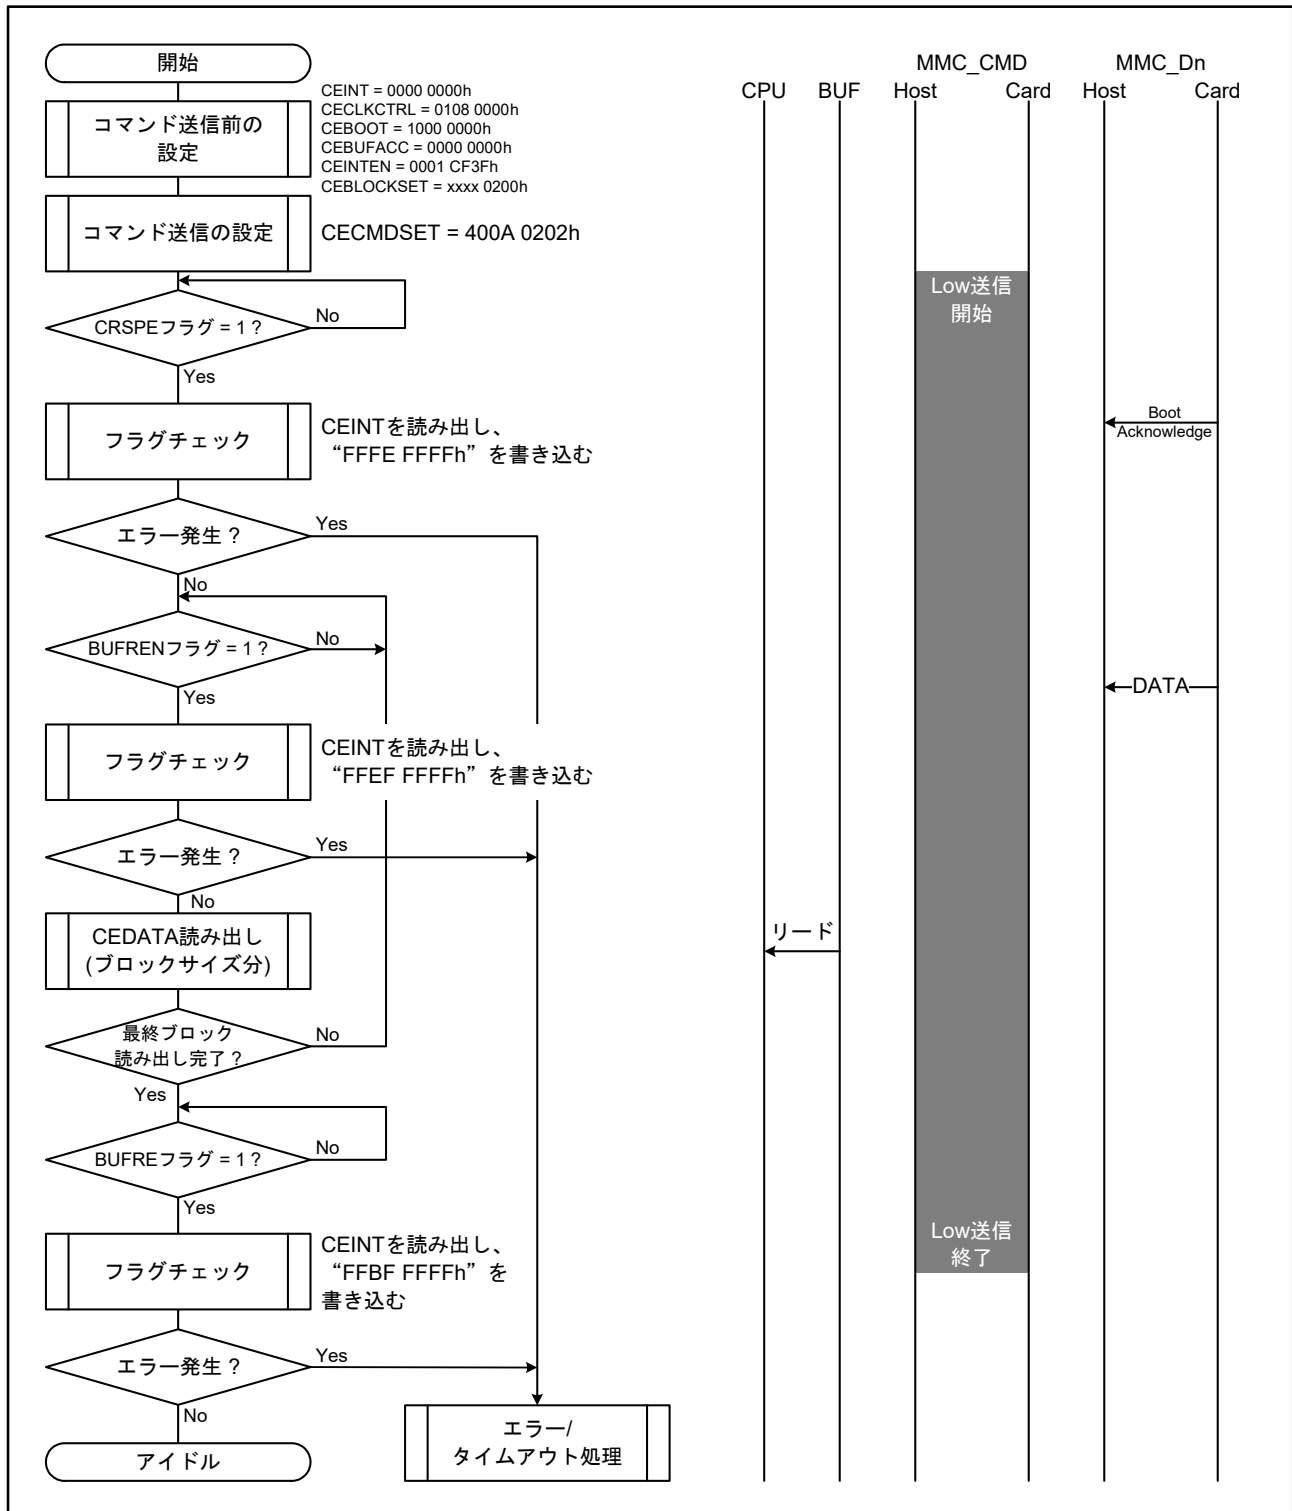 開始
CEINT = 0000 0000h
CECLKCTRL = 0108 0000h
CEBOOT = 1000 0000h
CEBUFACC = 0000 0000h
CEINTEN = 0001 CF3Fh
CEBLOCKSET = xxxx 0200h
コマンド送信前の
設定
コマンド送信の設定
CECMDSET = 400A 0202h
CRSPEフラグ = 1 ?
No
Yes
フラグチェック
CEINTを読み出し、
“FFFE FFFFh”を書き込む
エラー発生 ?
Yes
No
BUFRENフラグ = 1 ?
No
Yes
フラグチェック
CEINTを読み出し、
“FFEF FFFFh”を書き込む
エラー発生 ?
Yes
No
CEDATA読み出し
(ブロックサイズ分)
最終ブロック
読み出し完了 ?
No
Yes
BUFREフラグ = 1 ?
No
Yes
フラグチェック
CEINTを読み出し、
“FFBF FFFFh”を
書き込む
エラー発生 ?
Yes
No
アイドル
エラー/
タイムアウト処理
MMC_CMD
MMC_Dn
CPU
BUF
Host
Card
Host
Card
Low送信
開始
Boot
Acknowledge
DATA
リード
Low送信
終了